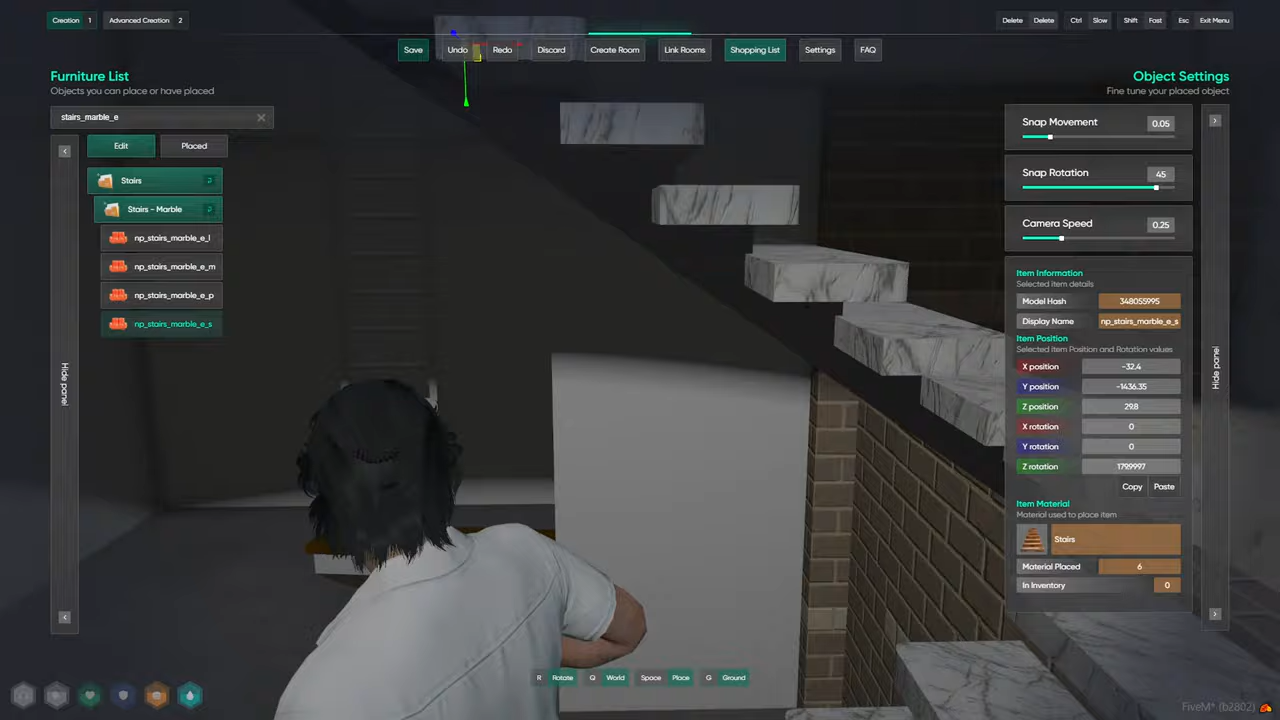 Creation 1 Advanced Creation 2
Delete Delete Ctrl Slow Shift Fast Esc Exit Menu
Save Undo Redo Discard Create Room Link Rooms Shopping List Settings FAQ
Furniture List
Objects you can place or have placed
stairs_marble_e
Edit Placed
Stairs
Stairs - Marble
np_stairs_marble_e_l
np_stairs_marble_e_m
np_stairs_marble_e_p
np_stairs_marble_e_s
Hide panel
Object Settings
Fine tune your placed object
Snap Movement 0.05
Snap Rotation 45
Camera Speed 0.25
Item Information
Selected item details
Model Hash 348055995
Display Name np_stairs_marble_e_s
Item Position
Selected item Position and Rotation values
X position -32.4
Y position -1436.35
Z position 29.8
X rotation 0
Y rotation 0
Z rotation 179.9997
Copy Paste
Item Material
Material used to place item
Stairs
Material Placed 6
In Inventory 0
Hide panel
R Rotate Q World Space Place G Ground
FiveM* (b2802)